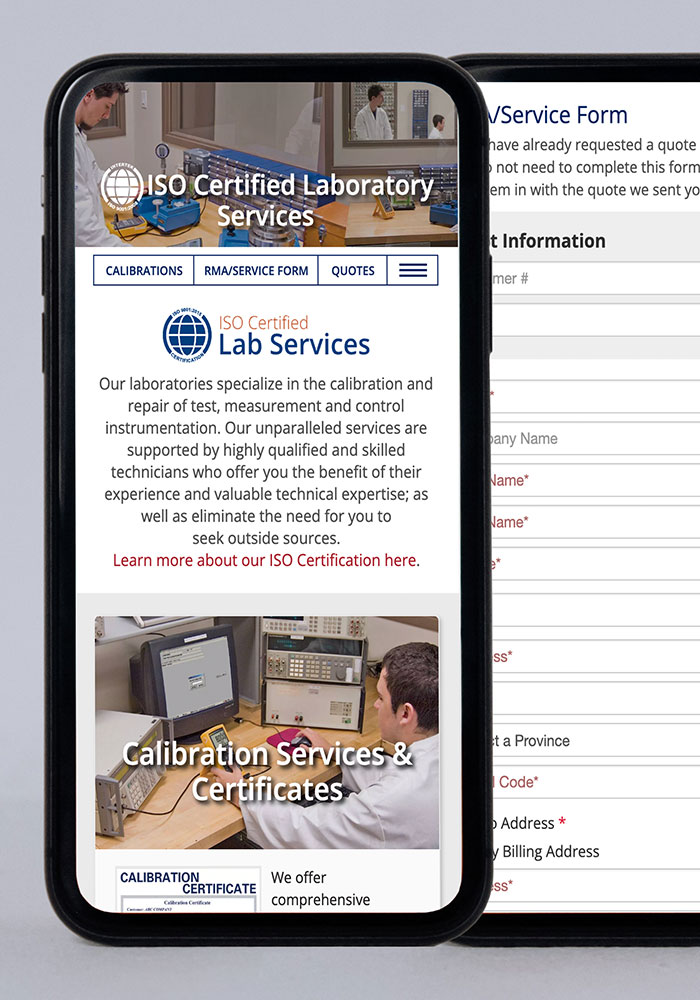 INTERTEK
ISO 9001:2015
ISO Certified Laboratory
Services
CALIBRATIONS
RMA/SERVICE FORM
QUOTES
ISO 9001:2015
CERTIFICATION
ISO Certified
Lab Services
Our laboratories specialize in the calibration and
repair of test, measurement and control
instrumentation. Our unparalleled services are
supported by highly qualified and skilled
technicians who offer you the benefit of their
experience and valuable technical expertise; as
well as eliminate the need for you to
seek outside sources.
Learn more about our ISO Certification here.
Calibration Services &
Certificates
CALIBRATION
CERTIFICATE
Calibration Certificate
Customer: ABC COMPANY
We offer
comprehensive
/Service Form
have already requested a quote
not need to complete this form
em in with the quote we sent yo
t Information
mer #
*
pany Name
Name*
Name*
e*
ss*
ct a Province
l Code*
o Address *
y Billing Address
ess*